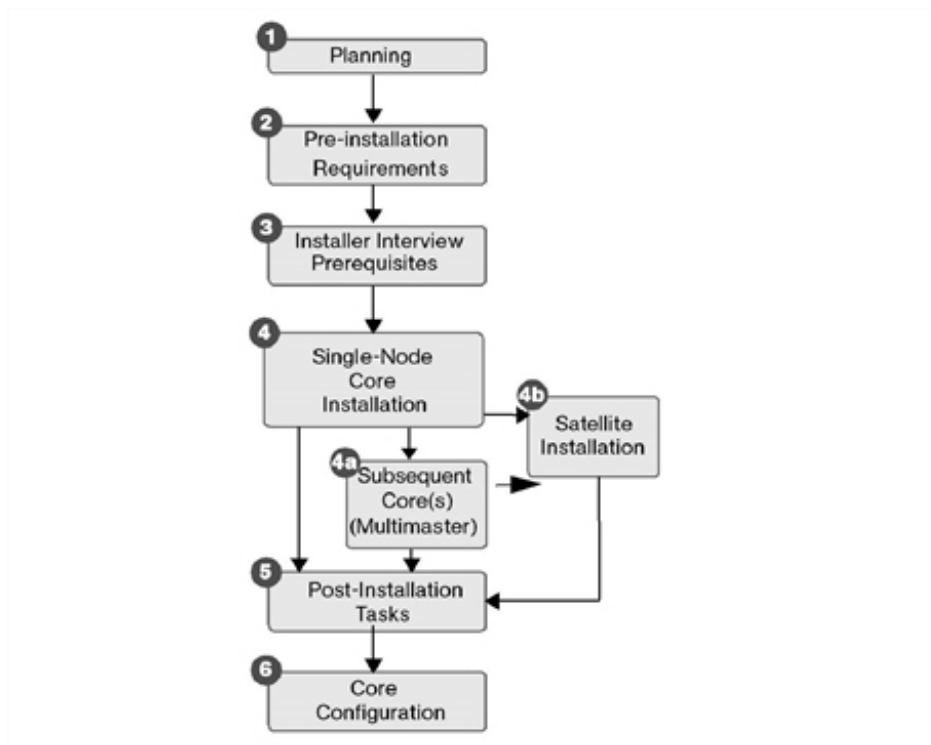 1
Planning
2
Pre-installation
Requirements
3
Installer Interview
Prerequisites
4
Single-Node
Core
Installation
4b
Satellite
Installation
4a
Subsequent
Core(s)
(Multimaster)
5
Post-Installation
Tasks
6
Core
Configuration